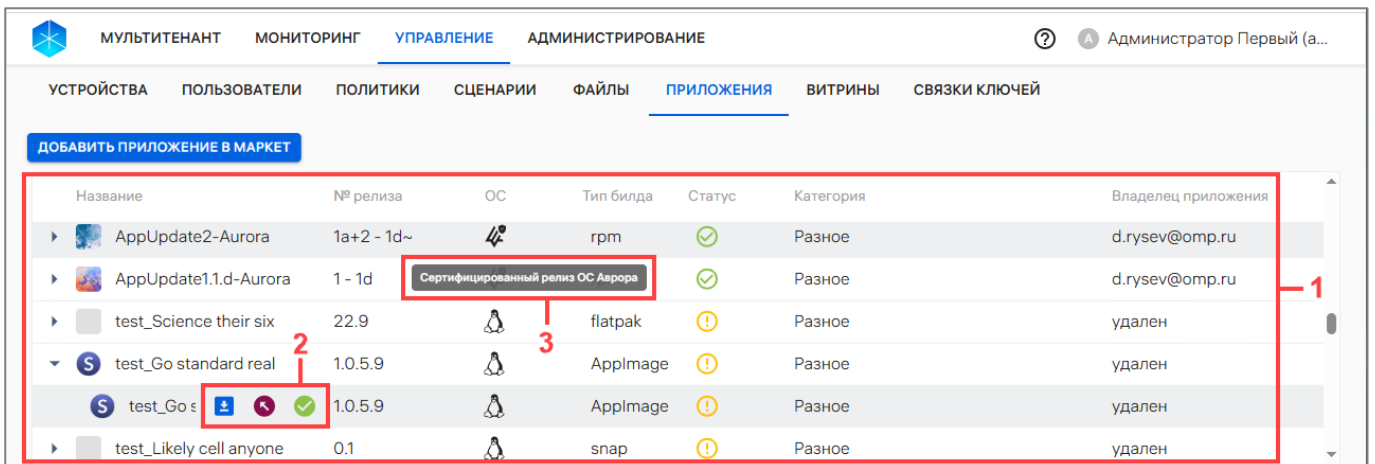 МУЛЬТИТЕНАНТ МОНИТОРИНГ УПРАВЛЕНИЕ АДМИНИСТРИРОВАНИЕ ? А Администратор Первый (а...
УСТРОЙСТВА ПОЛЬЗОВАТЕЛИ ПОЛИТИКИ СЦЕНАРИИ ФАЙЛЫ ПРИЛОЖЕНИЯ ВИТРИНЫ СВЯЗКИ КЛЮЧЕЙ
ДОБАВИТЬ ПРИЛОЖЕНИЕ В МАРКЕТ
Название № релиза ОС Тип билда Статус Категория Владелец приложения
AppUpdate2-Aurora 1a+2 - 1d~ rpm Разное d.rysev@omp.ru
AppUpdate1.1.d-Aurora 1 - 1d Сертифицированный релиз ОС Аврора Разное d.rysev@omp.ru 1
test_Science their six 22.9 flatpak Разное удален
2 3
S test_Go standard real 1.0.5.9 AppImage Разное удален
S test_Go s 1.0.5.9 AppImage Разное удален
test_Likely cell anyone 0.1 snap Разное удален